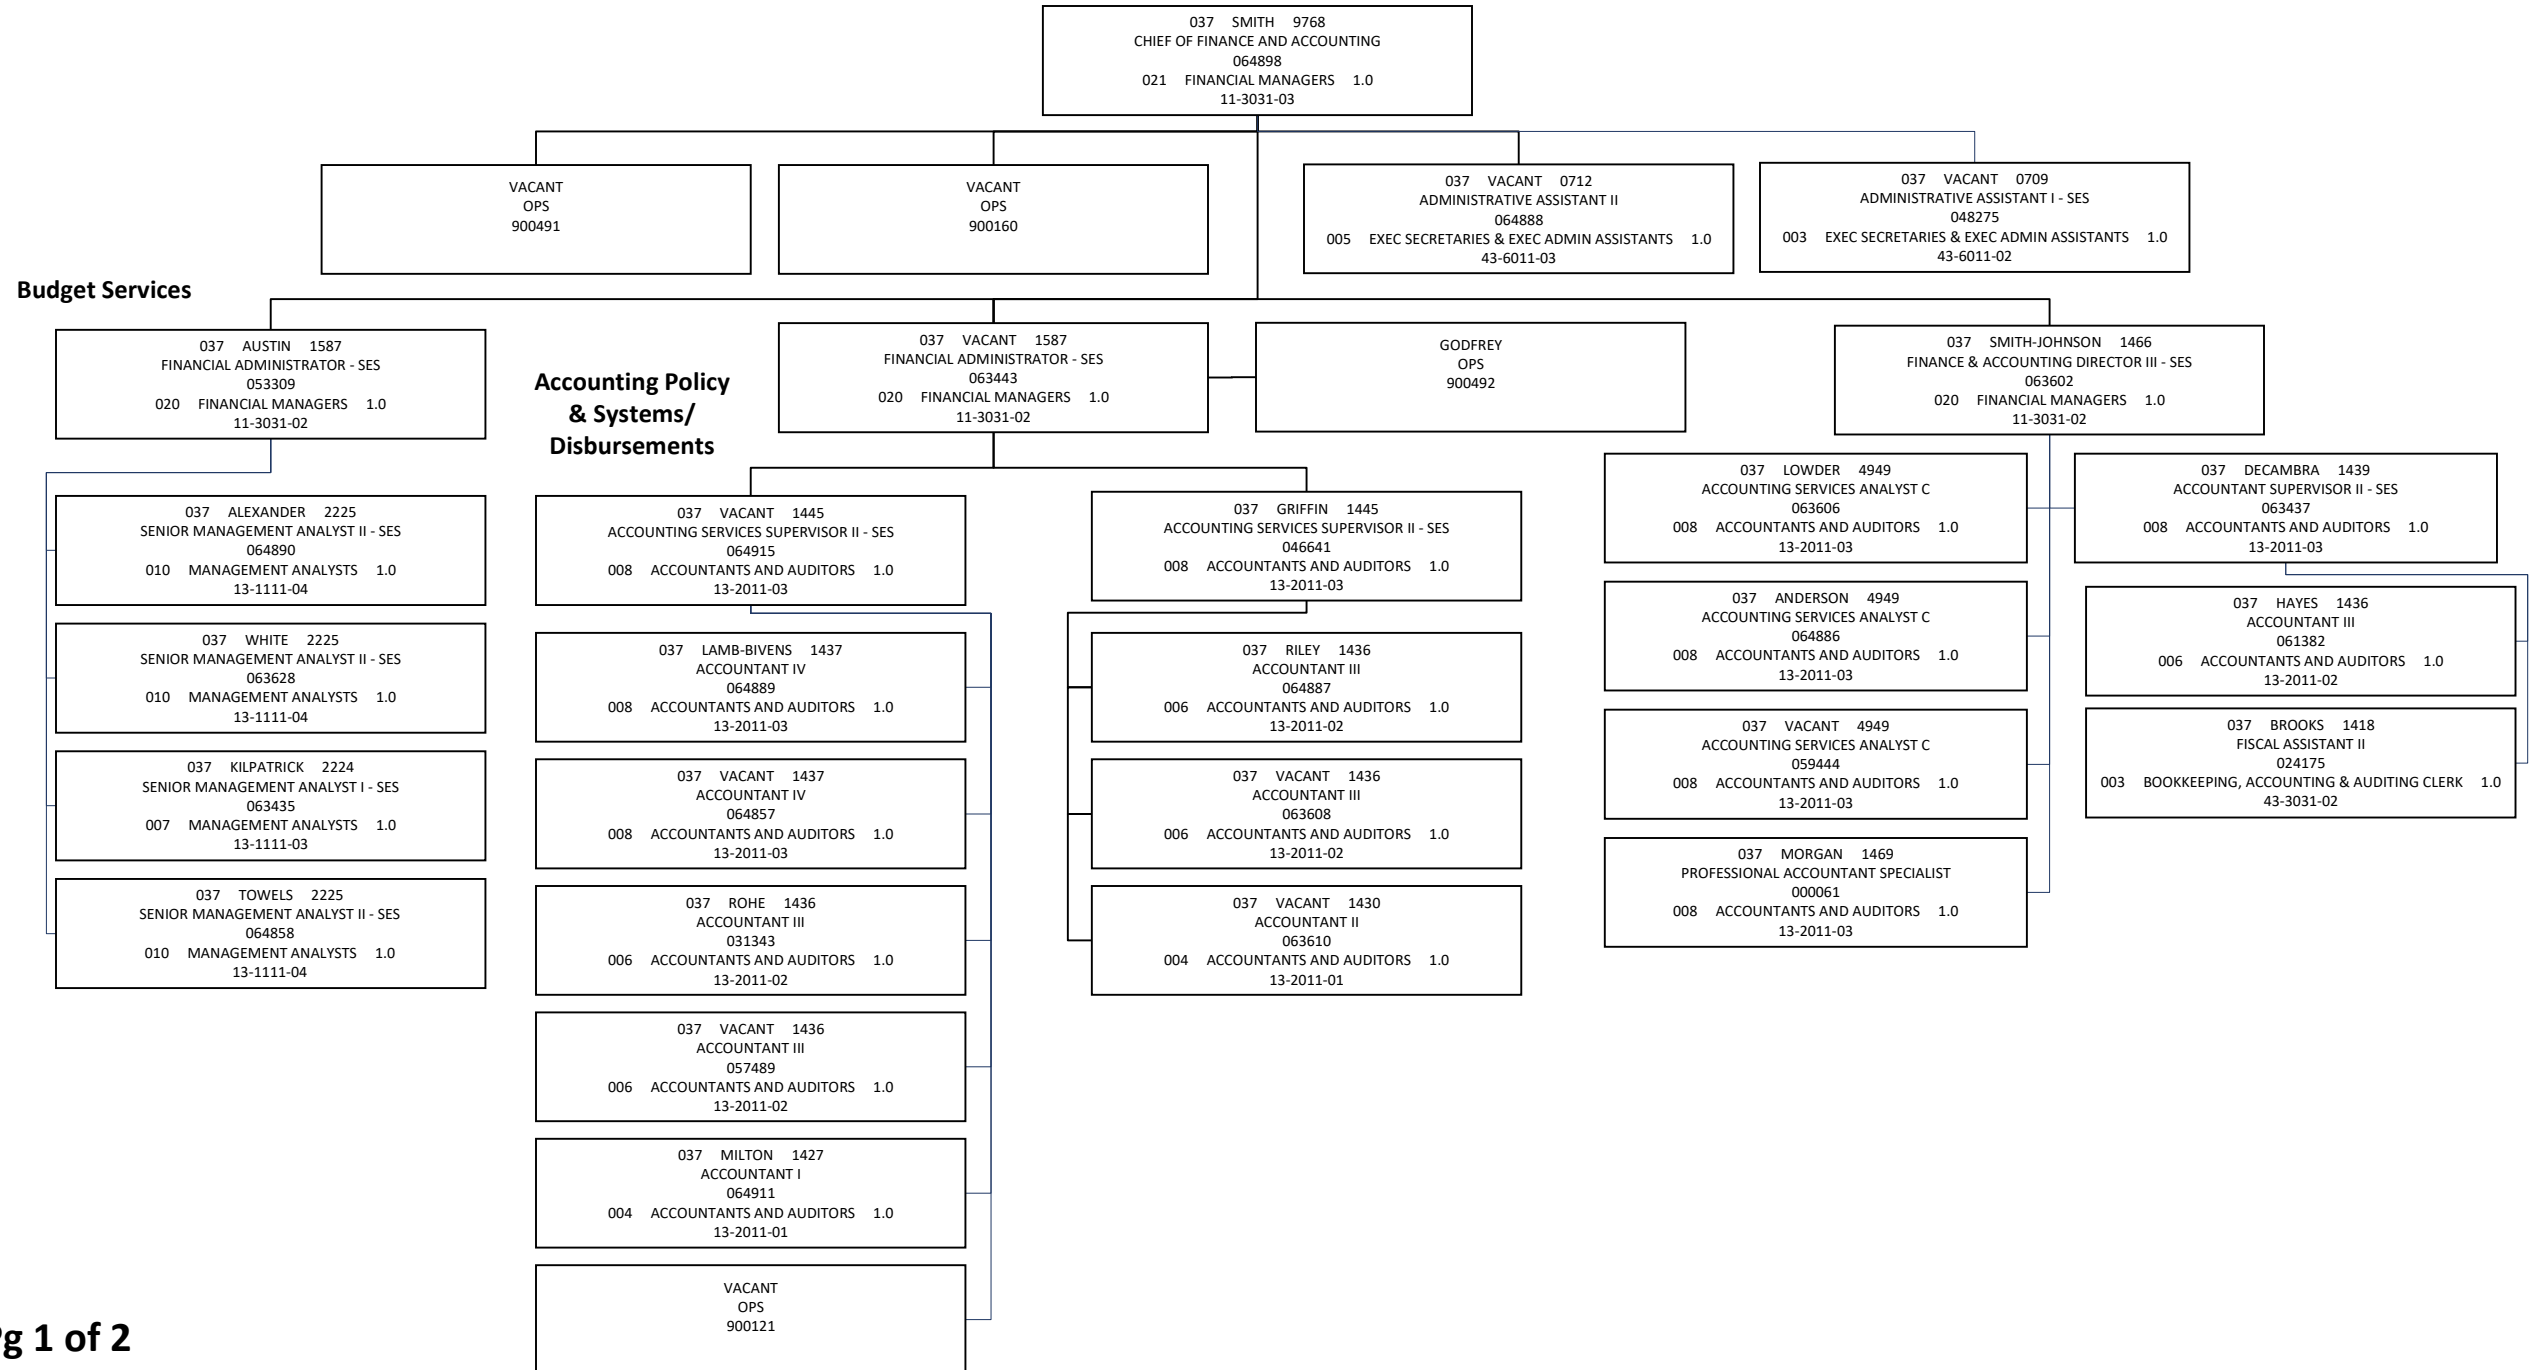 037 SMITH 9768
CHIEF OF FINANCE AND ACCOUNTING
064898
021 FINANCIAL MANAGERS 1.0
11-3031-03
VACANT
OPS
900491
VACANT
OPS
900160
037 VACANT 0712
ADMINISTRATIVE ASSISTANT II
064888
005 EXEC SECRETARIES & EXEC ADMIN ASSISTANTS 1.0
43-6011-03
037 VACANT 0709
ADMINISTRATIVE ASSISTANT I - SES
048275
003 EXEC SECRETARIES & EXEC ADMIN ASSISTANTS 1.0
43-6011-02
Budget Services
037 AUSTIN 1587
FINANCIAL ADMINISTRATOR - SES
053309
020 FINANCIAL MANAGERS 1.0
11-3031-02
Accounting Policy
& Systems/
Disbursements
037 VACANT 1587
FINANCIAL ADMINISTRATOR - SES
063443
020 FINANCIAL MANAGERS 1.0
11-3031-02
GODFREY
OPS
900492
037 SMITH-JOHNSON 1466
FINANCE & ACCOUNTING DIRECTOR III - SES
063602
020 FINANCIAL MANAGERS 1.0
11-3031-02
037 ALEXANDER 2225
SENIOR MANAGEMENT ANALYST II - SES
064890
010 MANAGEMENT ANALYSTS 1.0
13-1111-04
037 WHITE 2225
SENIOR MANAGEMENT ANALYST II - SES
063628
010 MANAGEMENT ANALYSTS 1.0
13-1111-04
037 KILPATRICK 2224
SENIOR MANAGEMENT ANALYST I - SES
063435
007 MANAGEMENT ANALYSTS 1.0
13-1111-03
037 TOWELS 2225
SENIOR MANAGEMENT ANALYST II - SES
064858
010 MANAGEMENT ANALYSTS 1.0
13-1111-04
037 VACANT 1445
ACCOUNTING SERVICES SUPERVISOR II - SES
064915
008 ACCOUNTANTS AND AUDITORS 1.0
13-2011-03
037 LAMB-BIVENS 1437
ACCOUNTANT IV
064889
008 ACCOUNTANTS AND AUDITORS 1.0
13-2011-03
037 VACANT 1437
ACCOUNTANT IV
064857
008 ACCOUNTANTS AND AUDITORS 1.0
13-2011-03
037 ROHE 1436
ACCOUNTANT III
031343
006 ACCOUNTANTS AND AUDITORS 1.0
13-2011-02
037 VACANT 1436
ACCOUNTANT III
057489
006 ACCOUNTANTS AND AUDITORS 1.0
13-2011-02
037 MILTON 1427
ACCOUNTANT I
064911
004 ACCOUNTANTS AND AUDITORS 1.0
13-2011-01
VACANT
OPS
900121
037 GRIFFIN 1445
ACCOUNTING SERVICES SUPERVISOR II - SES
046641
008 ACCOUNTANTS AND AUDITORS 1.0
13-2011-03
037 RILEY 1436
ACCOUNTANT III
064887
006 ACCOUNTANTS AND AUDITORS 1.0
13-2011-02
037 VACANT 1436
ACCOUNTANT III
063608
006 ACCOUNTANTS AND AUDITORS 1.0
13-2011-02
037 VACANT 1430
ACCOUNTANT II
063610
004 ACCOUNTANTS AND AUDITORS 1.0
13-2011-01
037 LOWDER 4949
ACCOUNTING SERVICES ANALYST C
063606
008 ACCOUNTANTS AND AUDITORS 1.0
13-2011-03
037 ANDERSON 4949
ACCOUNTING SERVICES ANALYST C
064886
008 ACCOUNTANTS AND AUDITORS 1.0
13-2011-03
037 VACANT 4949
ACCOUNTING SERVICES ANALYST C
059444
008 ACCOUNTANTS AND AUDITORS 1.0
13-2011-03
037 MORGAN 1469
PROFESSIONAL ACCOUNTANT SPECIALIST
000061
008 ACCOUNTANTS AND AUDITORS 1.0
13-2011-03
037 DECAMBRA 1439
ACCOUNTANT SUPERVISOR II - SES
063437
008 ACCOUNTANTS AND AUDITORS 1.0
13-2011-03
037 HAYES 1436
ACCOUNTANT III
061382
006 ACCOUNTANTS AND AUDITORS 1.0
13-2011-02
037 BROOKS 1418
FISCAL ASSISTANT II
024175
003 BOOKKEEPING, ACCOUNTING & AUDITING CLERK 1.0
43-3031-02
Pg 1 of 2